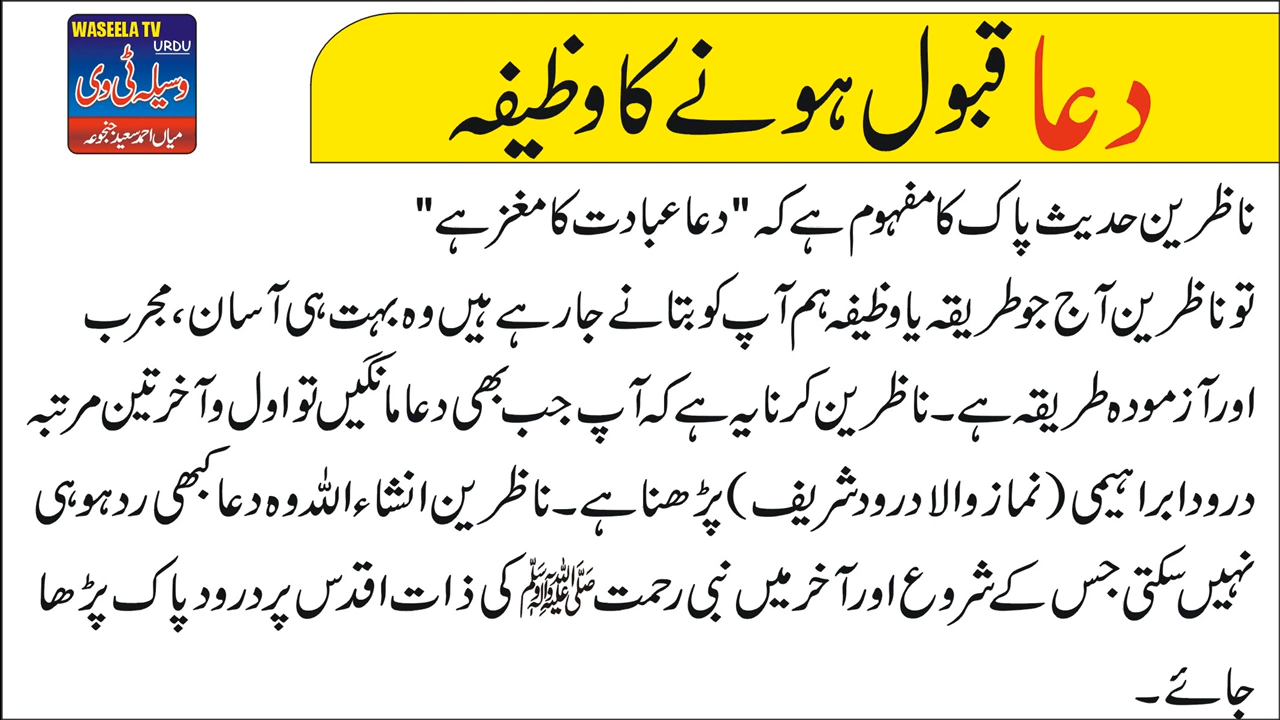 WASEELA TV
URDU
وسیلہ ٹی وی
میاں احمد سعید جنجوعہ
دعا قبول ہونے کا وظیفہ
ناظرین حدیث پاک کا مفہوم ہے کہ "دعا عبادت کا مغز ہے"
تو ناظرین آج جو طریقہ یا وظیفہ ہم آپ کو بتانے جا رہے ہیں وہ بہت ہی آسان، مجرب
اور آزمودہ طریقہ ہے۔ ناظرین کرنا یہ ہے کہ آپ جب بھی دعا مانگیں تو اول و آخر تین مرتبہ
درود ابراہیمی (نماز والا درود شریف) پڑھنا ہے۔ ناظرین انشاء اللہ وہ دعا کبھی رد ہو ہی
نہیں سکتی جس کے شروع اور آخر میں نبی رحمت ﷺ کی ذات اقدس پر درود پاک پڑھا
جائے۔